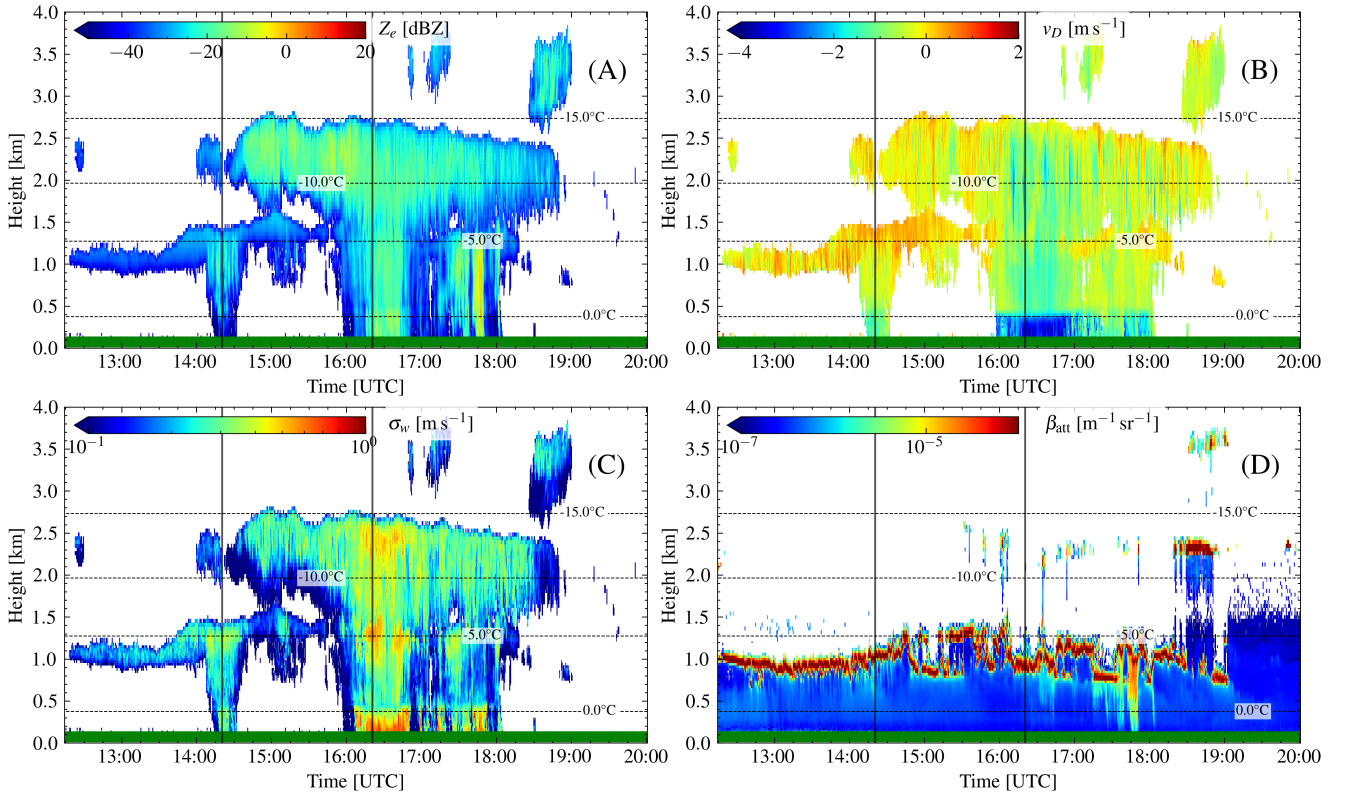 4.0
3.5
3.0
2.5
2.0
1.5
1.0
0.5
0.0
Height [km]
−40 −20 0 20
Z_e [dBZ]
(A)
15.0°C
-10.0°C
-5.0°C
0.0°C
13:00 14:00 15:00 16:00 17:00 18:00 19:00 20:00
Time [UTC]
4.0
3.5
3.0
2.5
2.0
1.5
1.0
0.5
0.0
Height [km]
−4 −2 0 2
v_D [m s⁻¹]
(B)
15.0°C
-10.0°C
-5.0°C
0.0°C
13:00 14:00 15:00 16:00 17:00 18:00 19:00 20:00
Time [UTC]
4.0
3.5
3.0
2.5
2.0
1.5
1.0
0.5
0.0
Height [km]
10⁻¹ 10⁰
σ_w [m s⁻¹]
(C)
15.0°C
-10.0°C
-5.0°C
0.0°C
13:00 14:00 15:00 16:00 17:00 18:00 19:00 20:00
Time [UTC]
4.0
3.5
3.0
2.5
2.0
1.5
1.0
0.5
0.0
Height [km]
10⁻⁷ 10⁻⁵
β_att [m⁻¹ sr⁻¹]
(D)
15.0°C
10.0°C
5.0°C
0.0°C
13:00 14:00 15:00 16:00 17:00 18:00 19:00 20:00
Time [UTC]